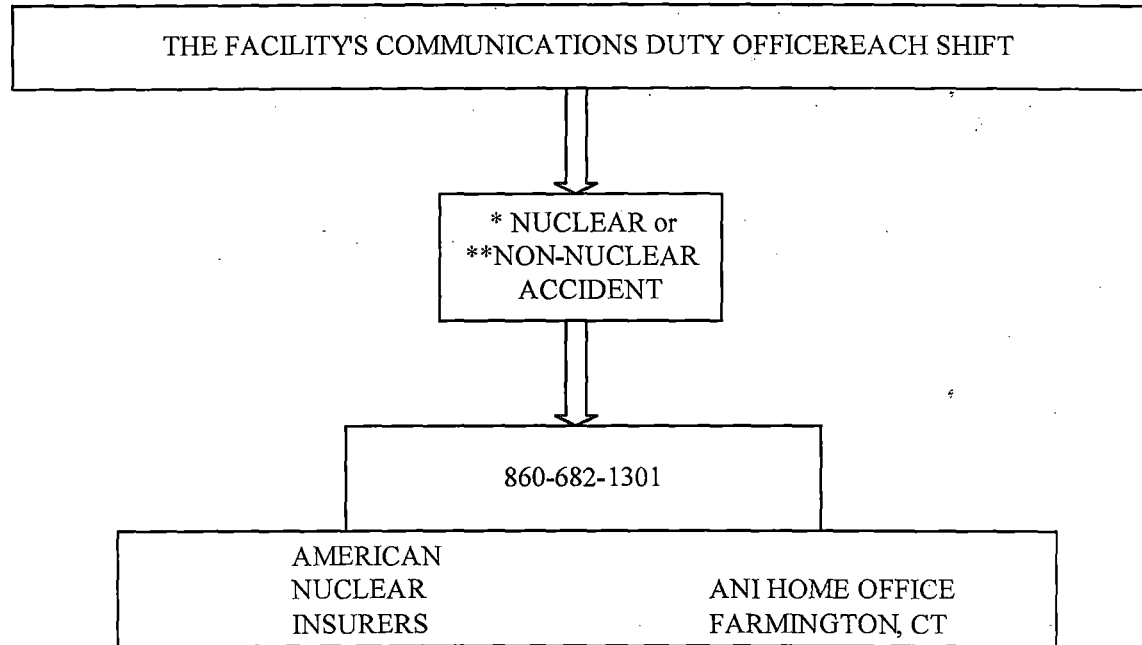 THE FACILITY'S COMMUNICATIONS DUTY OFFICEREACH SHIFT
* NUCLEAR or
**NON-NUCLEAR
ACCIDENT
860-682-1301
AMERICAN
NUCLEAR
INSURERS
ANI HOME OFFICE
FARMINGTON, CT